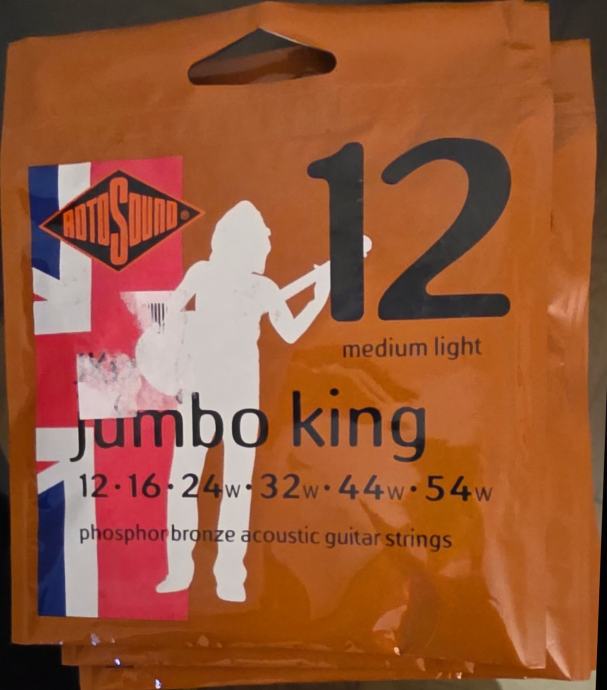 ROTOSOUND®
12
medium light
jumbo king
12·16·24w·32w·44w·54w
phosphor bronze acoustic guitar strings